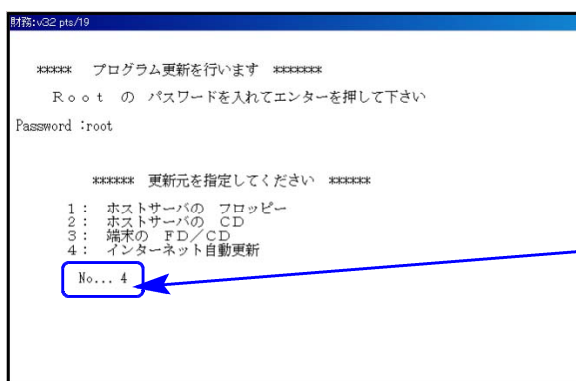 財務:v32 pts/19
***** プログラム更新を行います *******
Ｒｏｏｔ の パスワードを入れてエンターを押して下さい
Password :root
****** 更新元を指定してください ******
１： ホストサーバの フロッピー
２： ホストサーバの ＣＤ
３： 端末の ＦＤ／ＣＤ
４： インターネット自動更新
No... 4